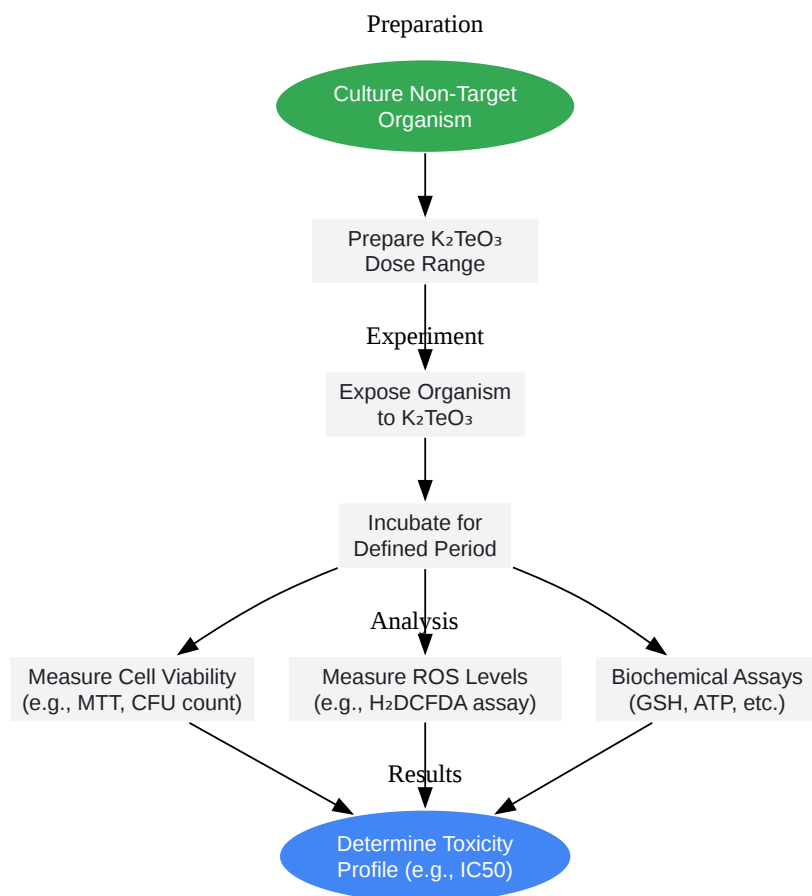 Preparation
Culture Non-Target
Organism
Prepare K₂TeO₃
Dose Range
Experiment
Expose Organism
to K₂TeO₃
Incubate for
Defined Period
Analysis
Measure Cell Viability
(e.g., MTT, CFU count)
Measure ROS Levels
(e.g., H₂DCFDA assay)
Biochemical Assays
(GSH, ATP, etc.)
Results
Determine Toxicity
Profile (e.g., IC50)